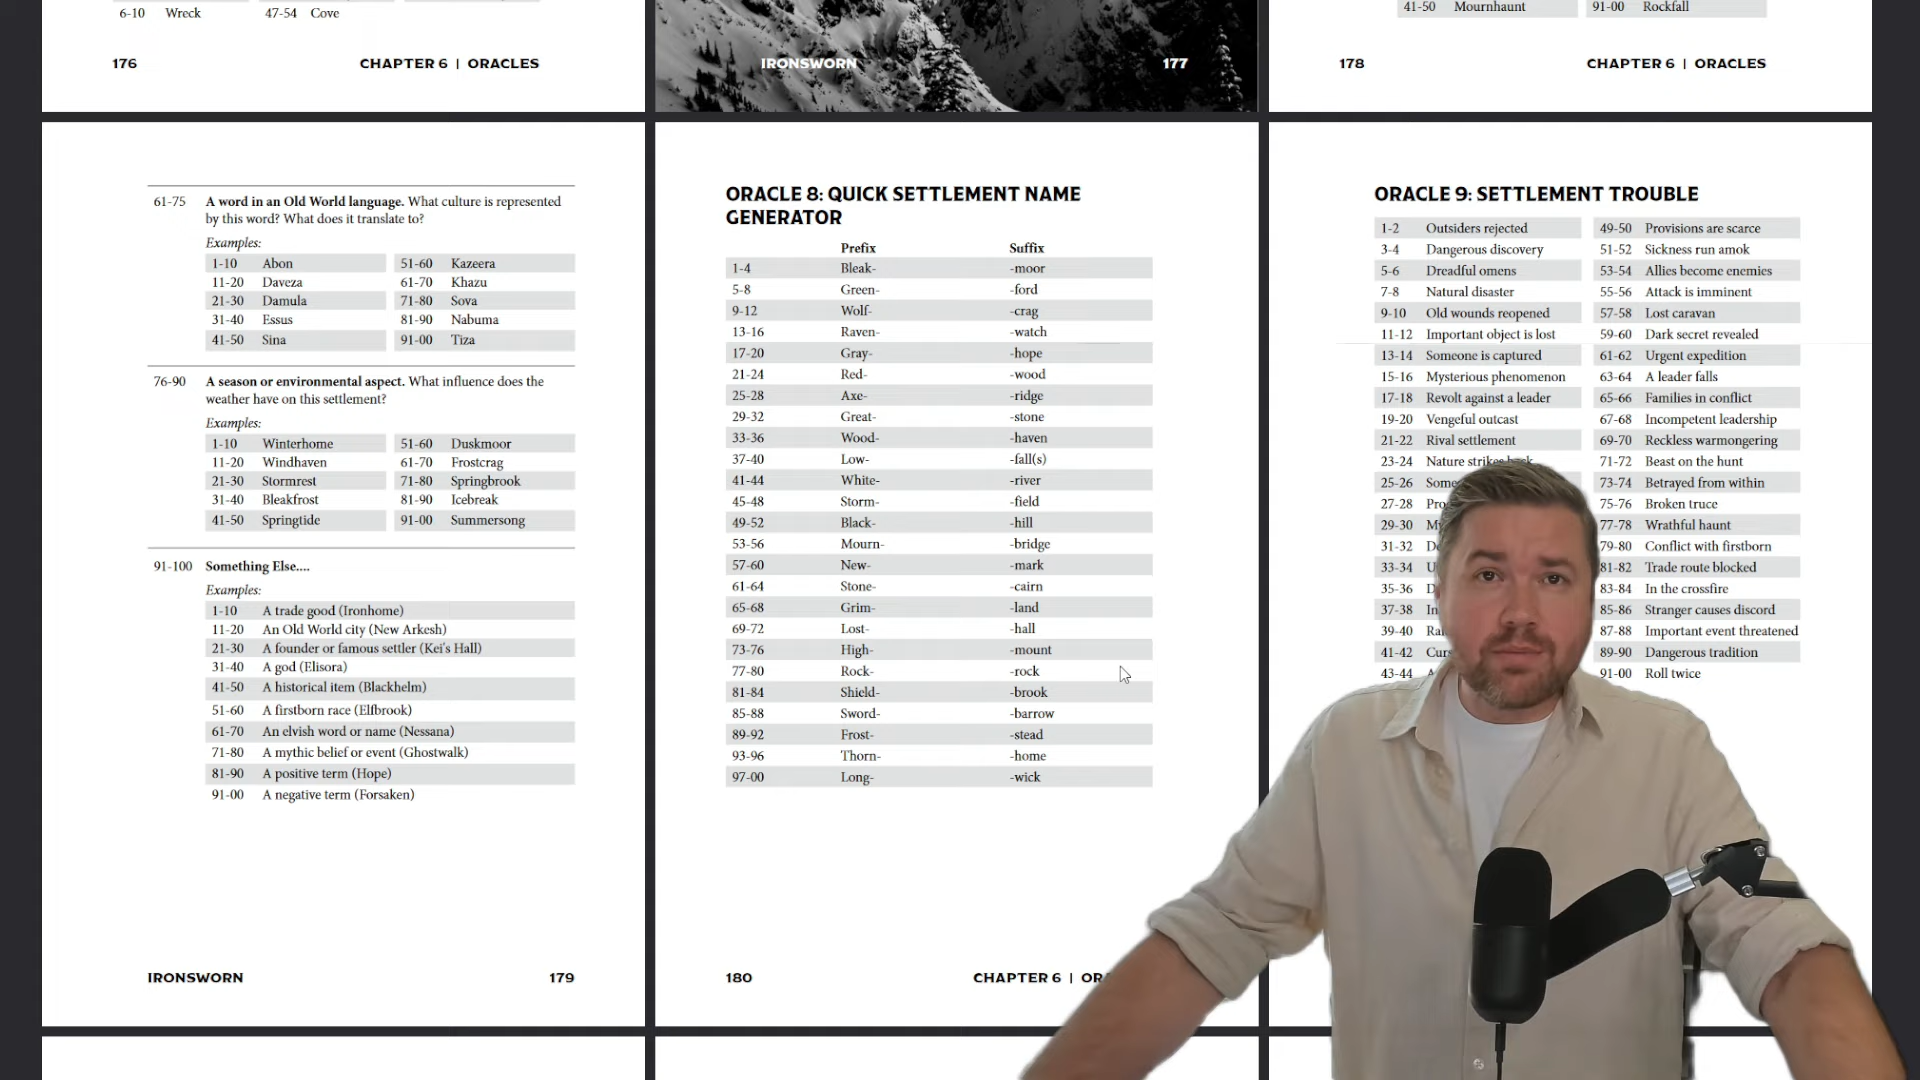 6-10 Wreck
47-54 Cove
176
CHAPTER 6 | ORACLES
IRONSWORN
177
41-50 Mournhaunt
91-00 Rockfall
178
CHAPTER 6 | ORACLES
61-75 A word in an Old World language. What culture is represented
by this word? What does it translate to?
Examples:
1-10 Abon 51-60 Kazeera
11-20 Daveza 61-70 Khazu
21-30 Damula 71-80 Sova
31-40 Essus 81-90 Nabuma
41-50 Sina 91-00 Tiza
76-90 A season or environmental aspect. What influence does the
weather have on this settlement?
Examples:
1-10 Winterhome 51-60 Duskmoor
11-20 Windhaven 61-70 Frostcrag
21-30 Stormrest 71-80 Springbrook
31-40 Bleakfrost 81-90 Icebreak
41-50 Springtide 91-00 Summersong
91-100 Something Else....
Examples:
1-10 A trade good (Ironhome)
11-20 An Old World city (New Arkesh)
21-30 A founder or famous settler (Kei's Hall)
31-40 A god (Elisora)
41-50 A historical item (Blackhelm)
51-60 A firstborn race (Elfbrook)
61-70 An elvish word or name (Nessana)
71-80 A mythic belief or event (Ghostwalk)
81-90 A positive term (Hope)
91-00 A negative term (Forsaken)
IRONSWORN
179
ORACLE 8: QUICK SETTLEMENT NAME
GENERATOR
Prefix Suffix
1-4 Bleak- -moor
5-8 Green- -ford
9-12 Wolf- -crag
13-16 Raven- -watch
17-20 Gray- -hope
21-24 Red- -wood
25-28 Axe- -ridge
29-32 Great- -stone
33-36 Wood- -haven
37-40 Low- -fall(s)
41-44 White- -river
45-48 Storm- -field
49-52 Black- -hill
53-56 Mourn- -bridge
57-60 New- -mark
61-64 Stone- -cairn
65-68 Grim- -land
69-72 Lost- -hall
73-76 High- -mount
77-80 Rock- -rock
81-84 Shield- -brook
85-88 Sword- -barrow
89-92 Frost- -stead
93-96 Thorn- -home
97-00 Long- -wick
180
CHAPTER 6 |
ORACLE 9: SETTLEMENT TROUBLE
1-2 Outsiders rejected 49-50 Provisions are scarce
3-4 Dangerous discovery 51-52 Sickness run amok
5-6 Dreadful omens 53-54 Allies become enemies
7-8 Natural disaster 55-56 Attack is imminent
9-10 Old wounds reopened 57-58 Lost caravan
11-12 Important object is lost 59-60 Dark secret revealed
13-14 Someone is captured 61-62 Urgent expedition
15-16 Mysterious phenomenon 63-64 A leader falls
17-18 Revolt against a leader 65-66 Families in conflict
19-20 Vengeful outcast 67-68 Incompetent leadership
21-22 Rival settlement 69-70 Reckless warmongering
23-24 Nature strikes 71-72 Beast on the hunt
25-26 73-74 Betrayed from within
27-28 75-76 Broken truce
29-30 77-78 Wrathful haunt
31-32 79-80 Conflict with firstborn
33-34 81-82 Trade route blocked
35-36 83-84 In the crossfire
37-38 85-86 Stranger causes discord
39-40 87-88 Important event threatened
41-42 89-90 Dangerous tradition
43-44 91-00 Roll twice